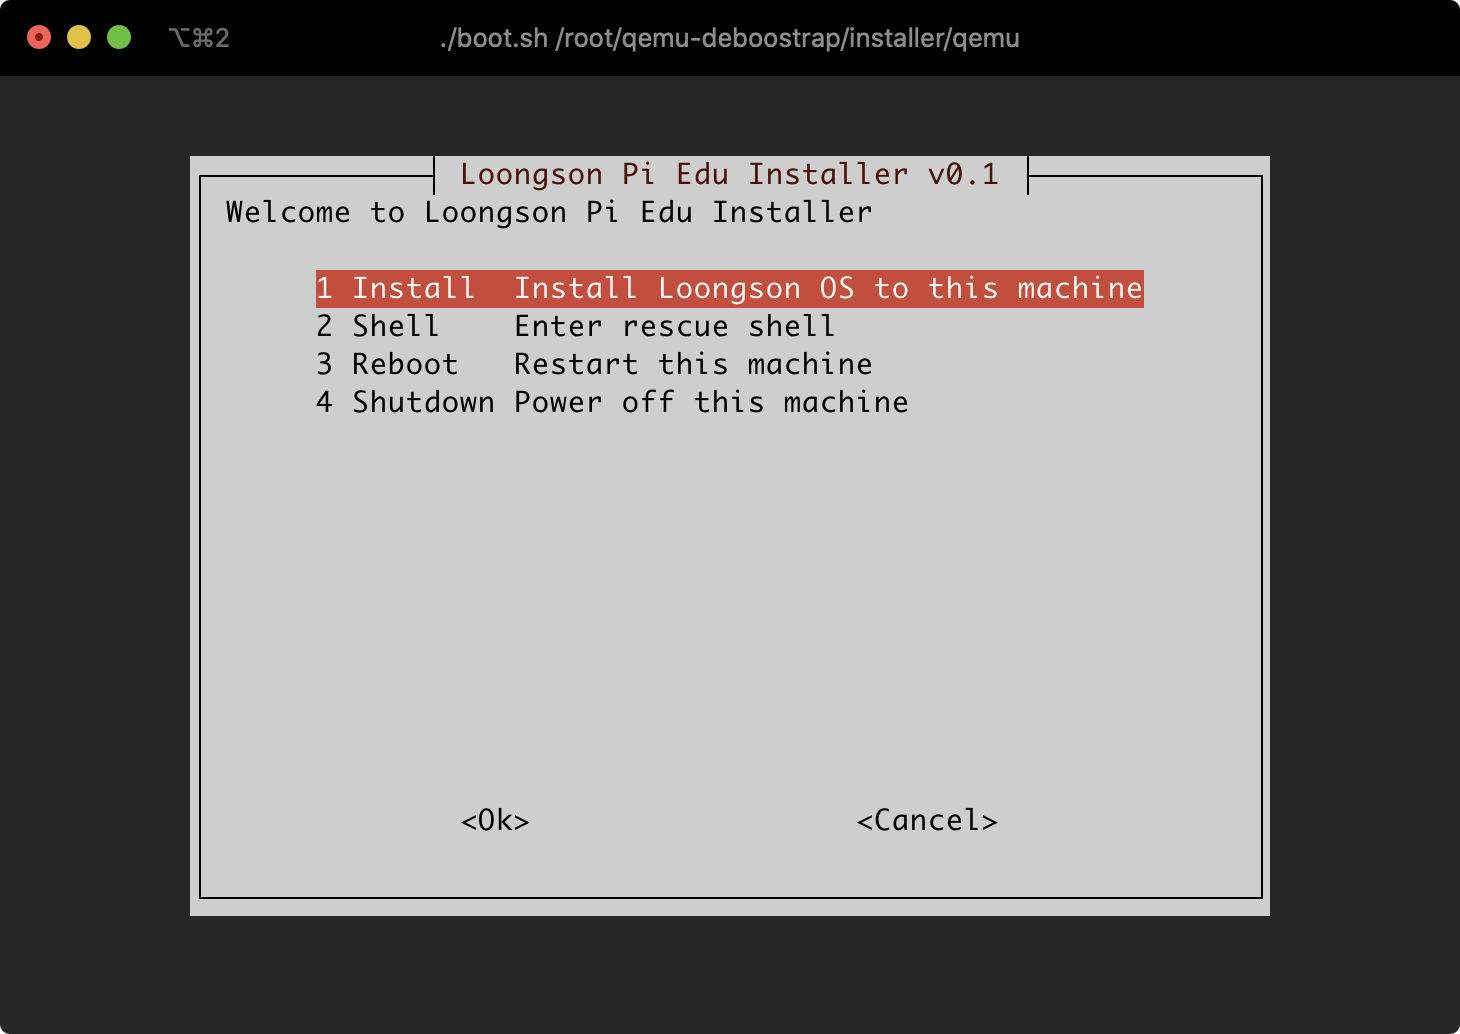 ⌥⌘2
./boot.sh /root/qemu-deboostrap/installer/qemu
Loongson Pi Edu Installer v0.1
Welcome to Loongson Pi Edu Installer
1 Install Install Loongson OS to this machine
2 Shell Enter rescue shell
3 Reboot Restart this machine
4 Shutdown Power off this machine
<Ok> <Cancel>